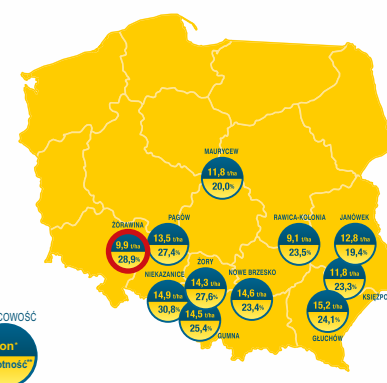 MAURYCEW
11,8 t/ha
20,0%
ŻÓRAWINA
9,9 t/ha
28,9%
PĄGÓW
13,5 t/ha
27,4%
RAWICA-KOLONIA
9,1 t/ha
23,5%
JANÓWEK
12,8 t/ha
19,4%
ŻORY
14,3 t/ha
27,6%
NIEKAZANICE
14,9 t/ha
30,8%
NOWE BRZESKO
14,6 t/ha
23,4%
11,8 t/ha
23,3%
KSIĘŻPO
14,5 t/ha
25,4%
GUMNA
15,2 t/ha
24,1%
GŁUCHÓW
COWOŚĆ
on*
otność**